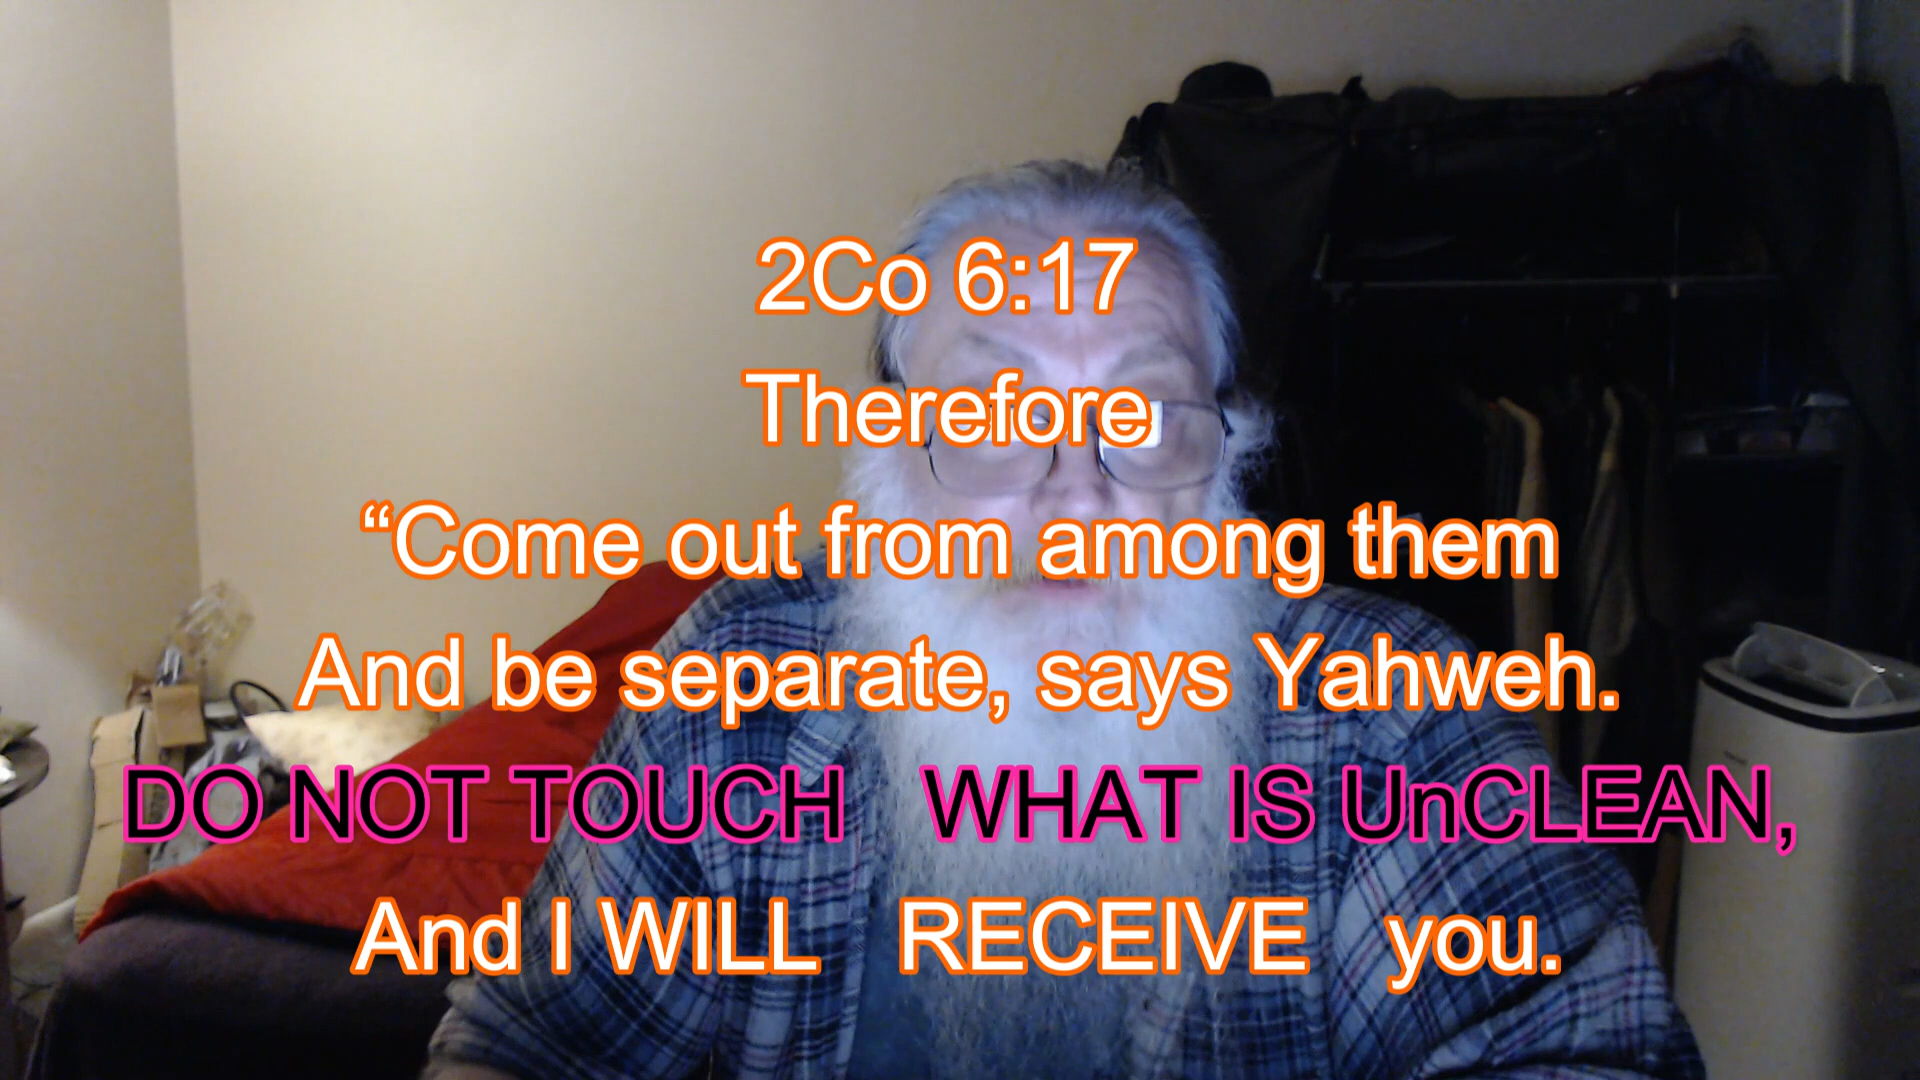 2Co 6:17
Therefore
“Come out from among them
And be separate, says Yahweh.
DO NOT TOUCH WHAT IS UnCLEAN,
And I WILL RECEIVE you.